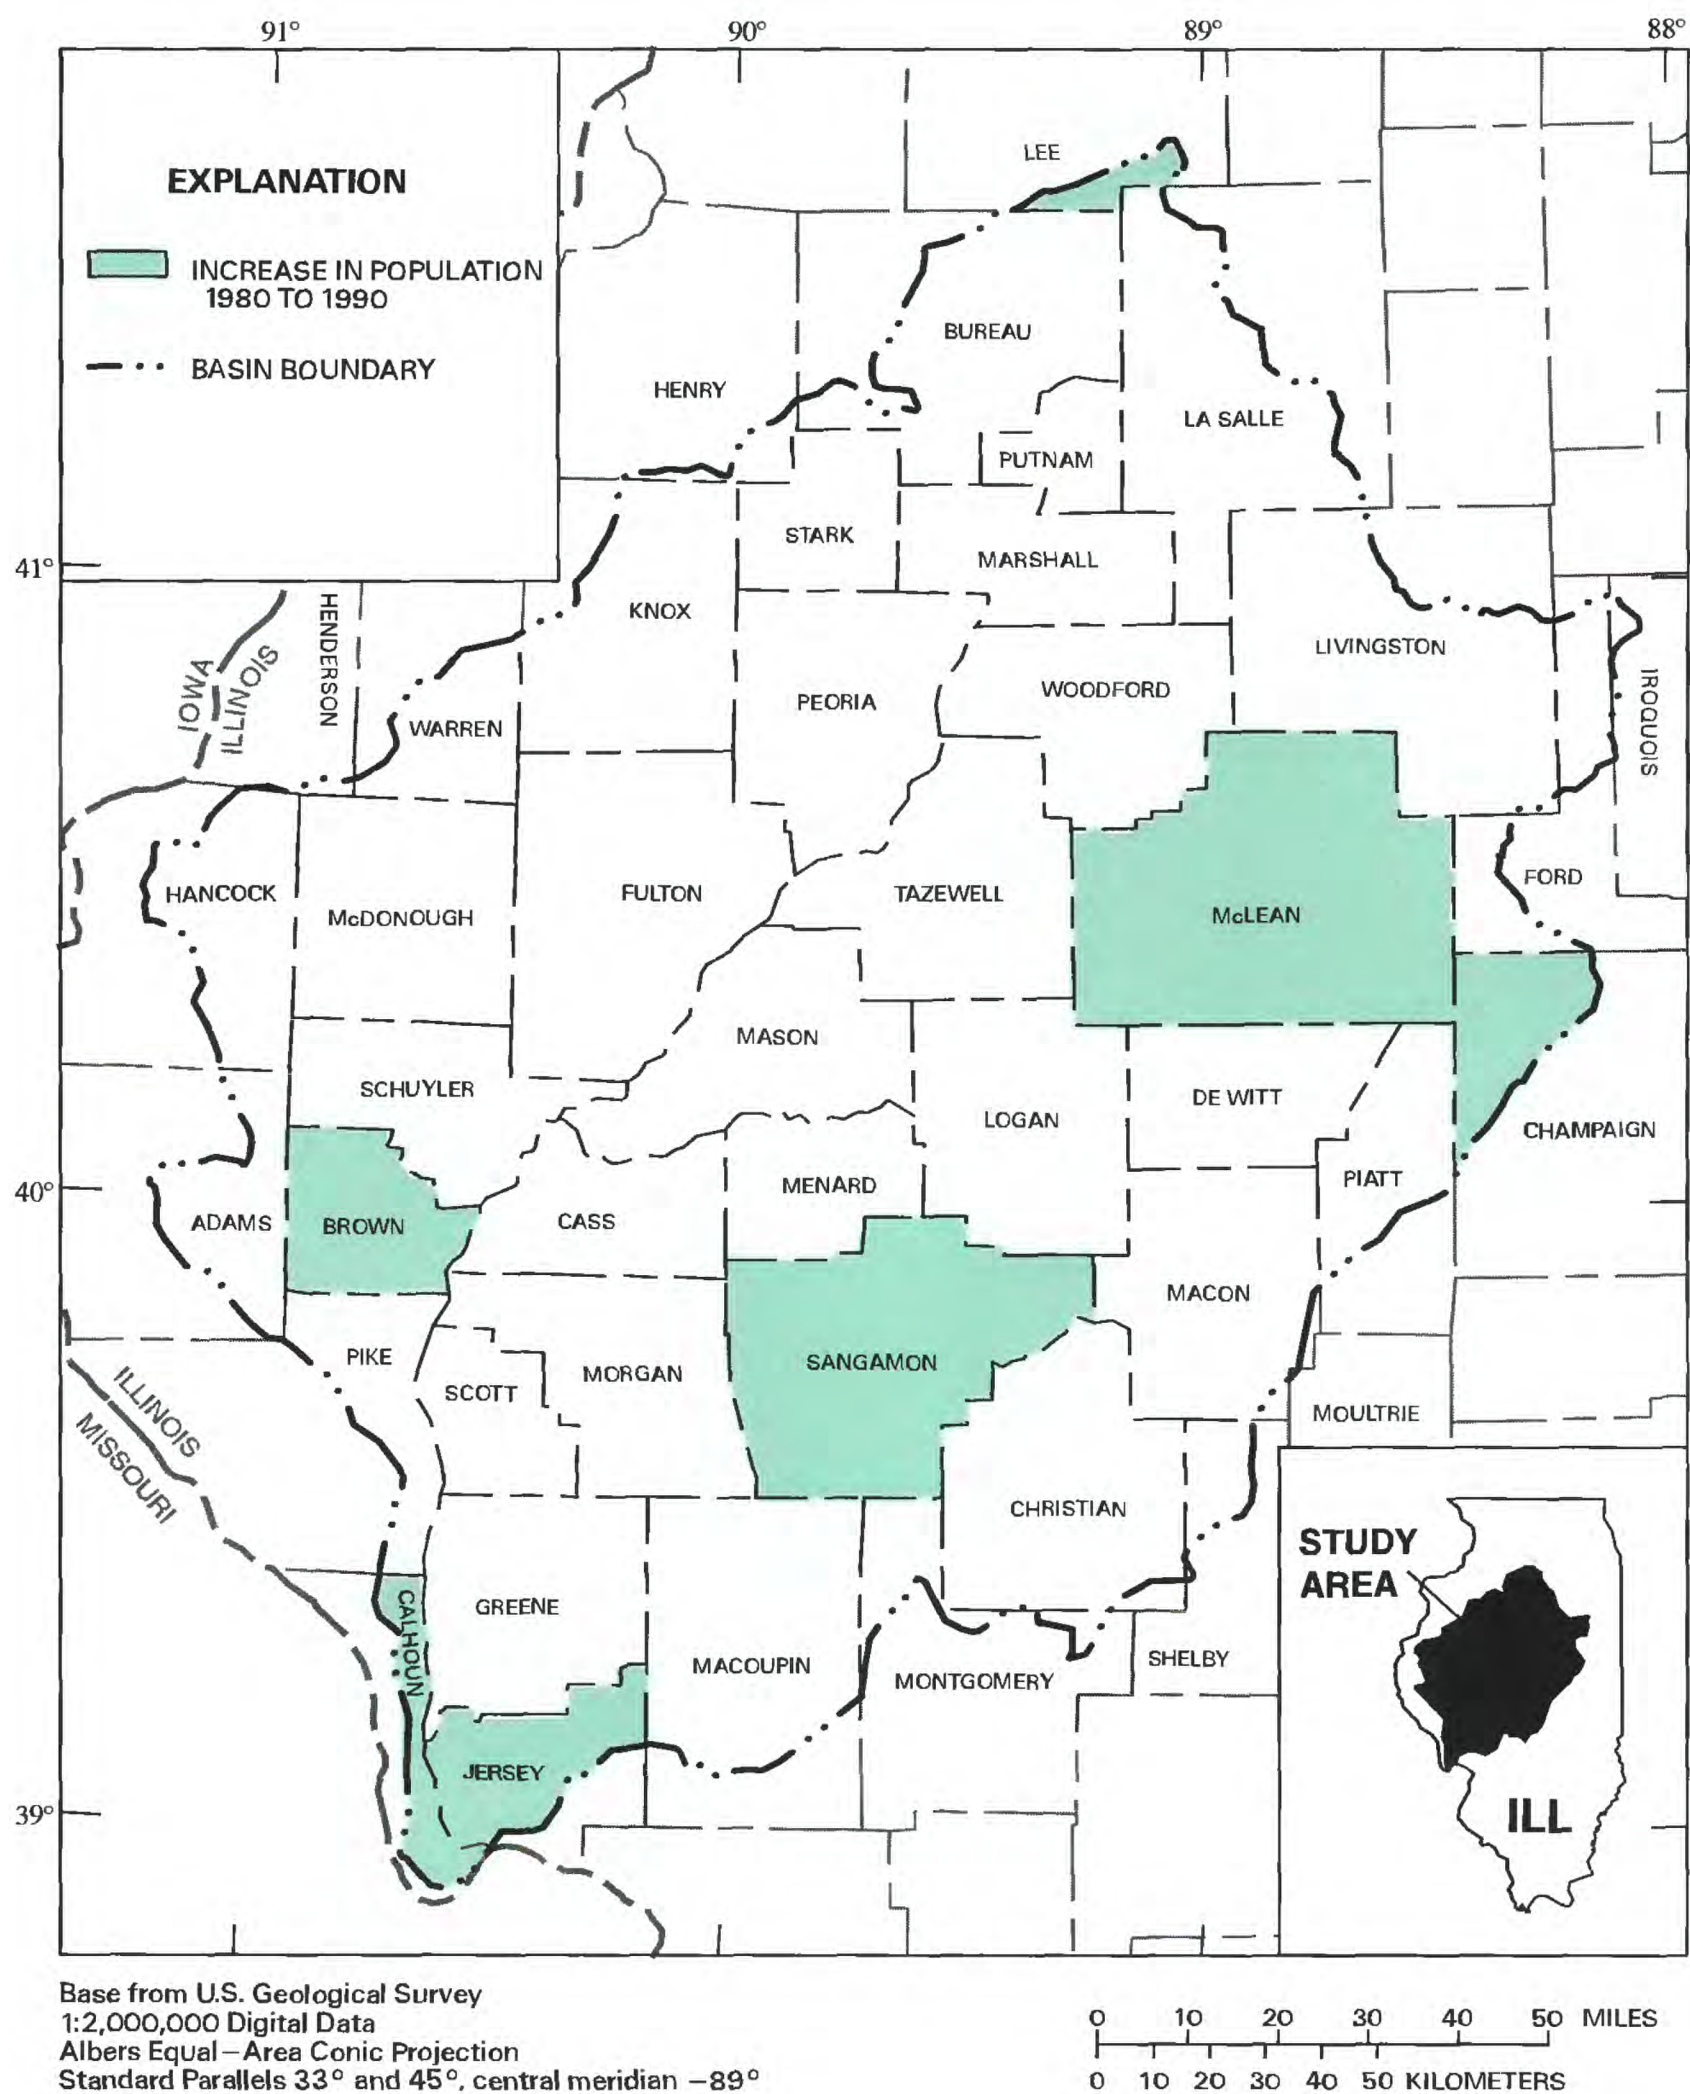 91° 90° 89° 88°
EXPLANATION
INCREASE IN POPULATION
1980 TO 1990
BASIN BOUNDARY
LEE
BUREAU
HENRY
LA SALLE
PUTNAM
STARK
MARSHALL
41°
KNOX
HENDERSON
IOWA
ILLINOIS
LIVINGSTON
WOODFORD
PEORIA
WARREN
IROQUOIS
HANCOCK
McDONOUGH
FULTON
TAZEWELL
McLEAN
FORD
MASON
SCHUYLER
LOGAN
DE WITT
CHAMPAIGN
40°
MENARD
PIATT
ADAMS
BROWN
CASS
MACON
PIKE
SCOTT
MORGAN
SANGAMON
MOULTRIE
ILLINOIS
MISSOURI
CHRISTIAN
STUDY
AREA
CALHOUN
GREENE
MACOUPIN
MONTGOMERY
SHELBY
JERSEY
39°
ILL
Base from U.S. Geological Survey
1:2,000,000 Digital Data
Albers Equal–Area Conic Projection
Standard Parallels 33° and 45°, central meridian –89°
0 10 20 30 40 50 MILES
0 10 20 30 40 50 KILOMETERS